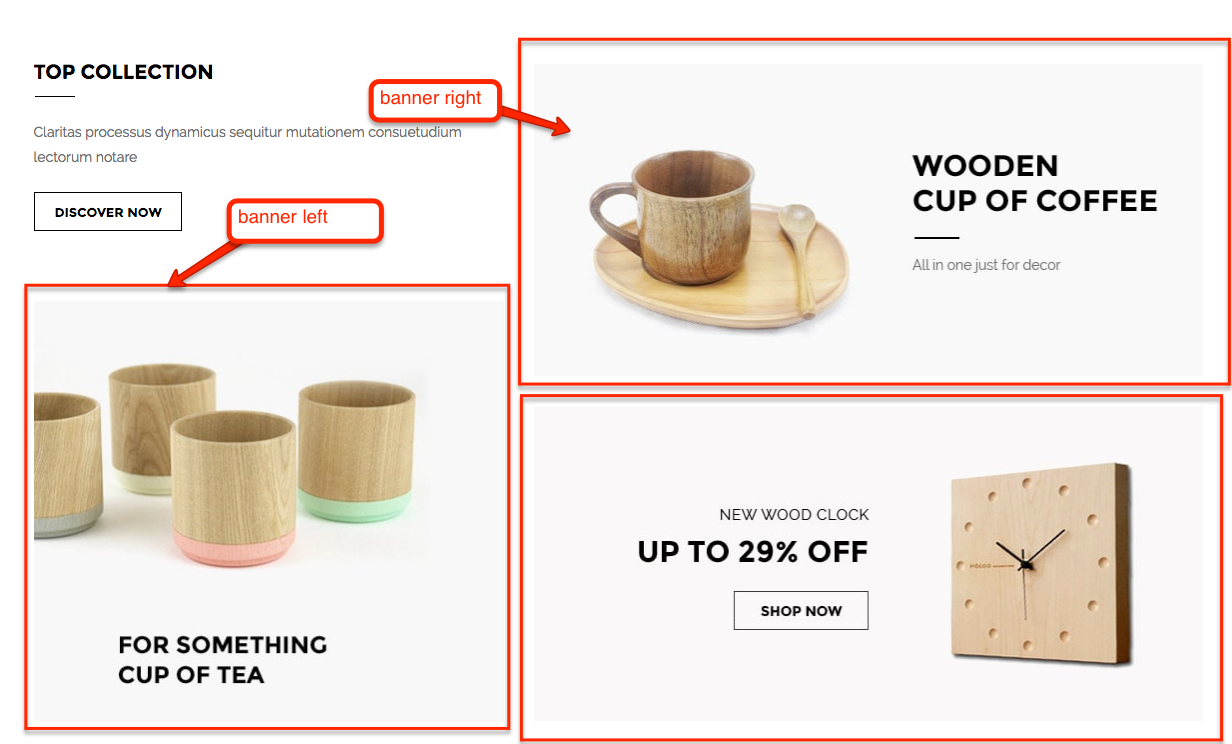 TOP COLLECTION
Claritas processus dynamicus sequitur mutationem consuetudium
lectorum notare
DISCOVER NOW
banner left
FOR SOMETHING
CUP OF TEA
banner right
WOODEN
CUP OF COFFEE
All in one just for decor
NEW WOOD CLOCK
UP TO 29% OFF
SHOP NOW